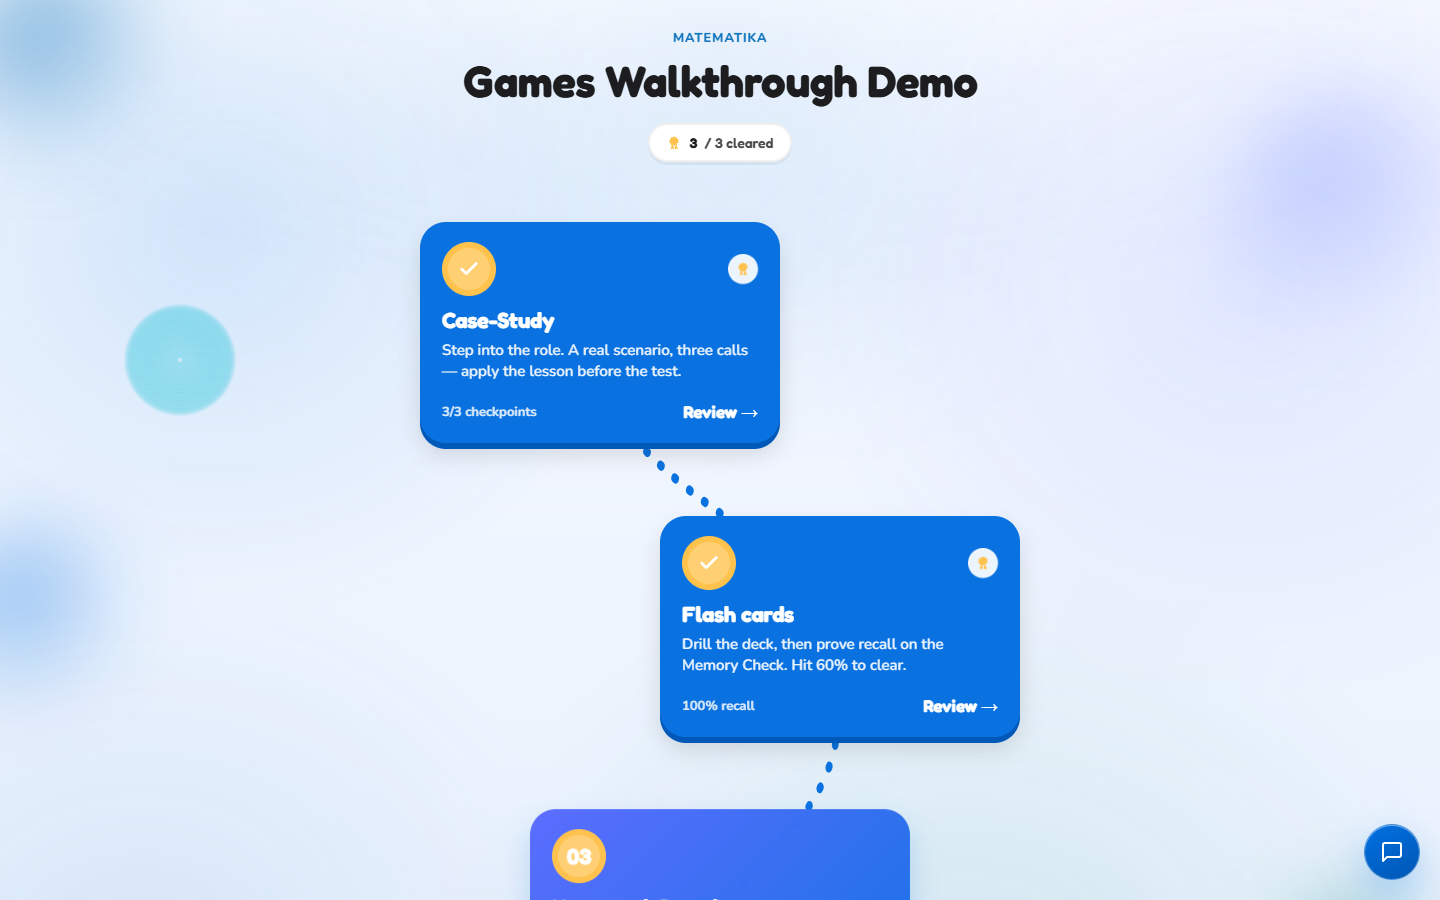 MATEMATIKA
Games Walkthrough Demo
3 / 3 cleared
Case-Study
Step into the role. A real scenario, three calls
— apply the lesson before the test.
3/3 checkpoints
Review →
Flash cards
Drill the deck, then prove recall on the
Memory Check. Hit 60% to clear.
100% recall
Review →
03